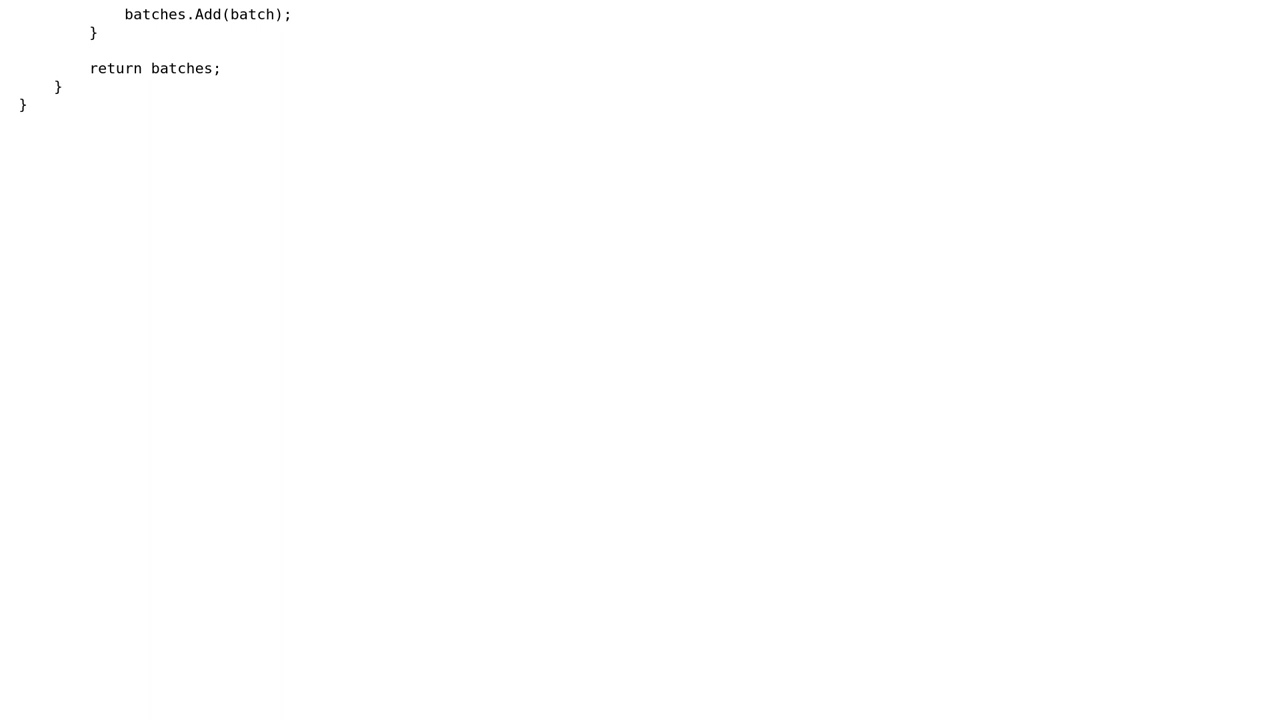 batches.Add(batch);
        }

        return batches;
    }
}